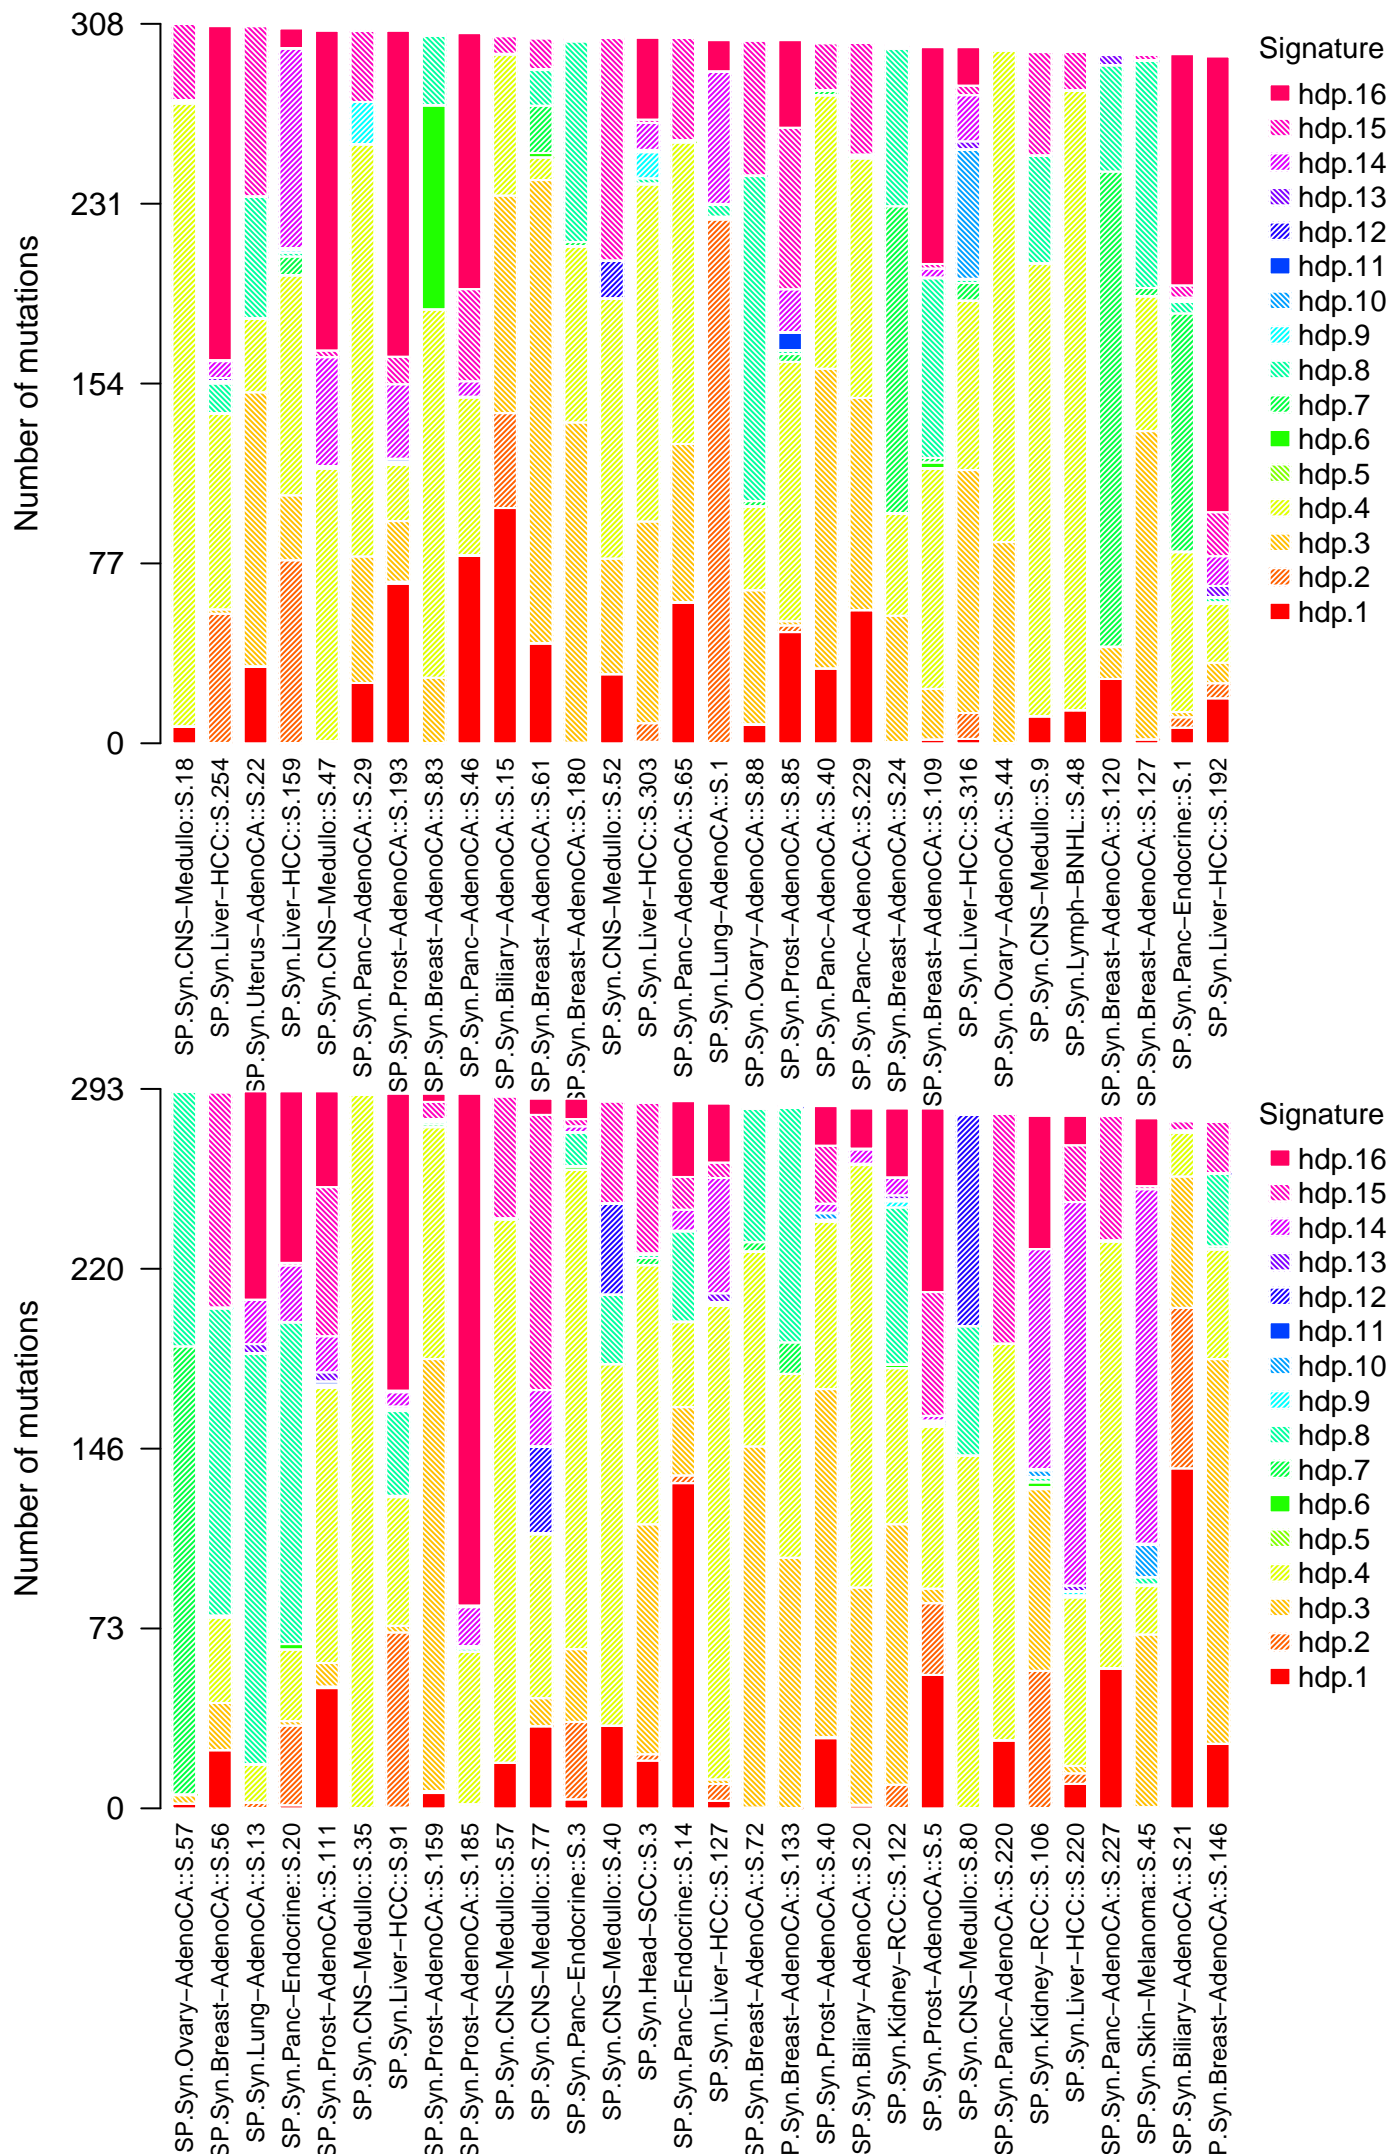 Number of mutations
308
231
154
77
0
Signature
hdp.16
hdp.15
hdp.14
hdp.13
hdp.12
hdp.11
hdp.10
hdp.9
hdp.8
hdp.7
hdp.6
hdp.5
hdp.4
hdp.3
hdp.2
hdp.1
SP.Syn.CNS−Medullo::S.18
SP.Syn.Liver−HCC::S.254
SP.Syn.Uterus−AdenoCA::S.22
SP.Syn.Liver−HCC::S.159
SP.Syn.CNS−Medullo::S.47
SP.Syn.Panc−AdenoCA::S.29
SP.Syn.Prost−AdenoCA::S.193
SP.Syn.Breast−AdenoCA::S.83
SP.Syn.Panc−AdenoCA::S.46
SP.Syn.Biliary−AdenoCA::S.15
SP.Syn.Breast−AdenoCA::S.61
SP.Syn.Breast−AdenoCA::S.180
SP.Syn.CNS−Medullo::S.52
SP.Syn.Liver−HCC::S.303
SP.Syn.Panc−AdenoCA::S.65
SP.Syn.Lung−AdenoCA::S.1
SP.Syn.Ovary−AdenoCA::S.88
SP.Syn.Prost−AdenoCA::S.85
SP.Syn.Panc−AdenoCA::S.40
SP.Syn.Panc−AdenoCA::S.229
SP.Syn.Breast−AdenoCA::S.24
SP.Syn.Breast−AdenoCA::S.109
SP.Syn.Liver−HCC::S.316
SP.Syn.Ovary−AdenoCA::S.44
SP.Syn.CNS−Medullo::S.9
SP.Syn.Lymph−BNHL::S.48
SP.Syn.Breast−AdenoCA::S.120
SP.Syn.Breast−AdenoCA::S.127
SP.Syn.Panc−Endocrine::S.1
SP.Syn.Liver−HCC::S.192
Number of mutations
293
220
146
73
0
Signature
hdp.16
hdp.15
hdp.14
hdp.13
hdp.12
hdp.11
hdp.10
hdp.9
hdp.8
hdp.7
hdp.6
hdp.5
hdp.4
hdp.3
hdp.2
hdp.1
SP.Syn.Ovary−AdenoCA::S.57
SP.Syn.Breast−AdenoCA::S.56
SP.Syn.Lung−AdenoCA::S.13
SP.Syn.Panc−Endocrine::S.20
SP.Syn.Prost−AdenoCA::S.111
SP.Syn.CNS−Medullo::S.35
SP.Syn.Liver−HCC::S.91
SP.Syn.Prost−AdenoCA::S.159
SP.Syn.Prost−AdenoCA::S.185
SP.Syn.CNS−Medullo::S.57
SP.Syn.CNS−Medullo::S.77
SP.Syn.Panc−Endocrine::S.3
SP.Syn.CNS−Medullo::S.40
SP.Syn.Head−SCC::S.3
SP.Syn.Panc−Endocrine::S.14
SP.Syn.Liver−HCC::S.127
SP.Syn.Breast−AdenoCA::S.72
P.Syn.Breast−AdenoCA::S.133
SP.Syn.Prost−AdenoCA::S.40
SP.Syn.Biliary−AdenoCA::S.20
SP.Syn.Kidney−RCC::S.122
SP.Syn.Prost−AdenoCA::S.5
SP.Syn.CNS−Medullo::S.80
SP.Syn.Panc−AdenoCA::S.220
SP.Syn.Kidney−RCC::S.106
SP.Syn.Liver−HCC::S.220
SP.Syn.Panc−AdenoCA::S.227
SP.Syn.Skin−Melanoma::S.45
SP.Syn.Biliary−AdenoCA::S.21
P.Syn.Breast−AdenoCA::S.146